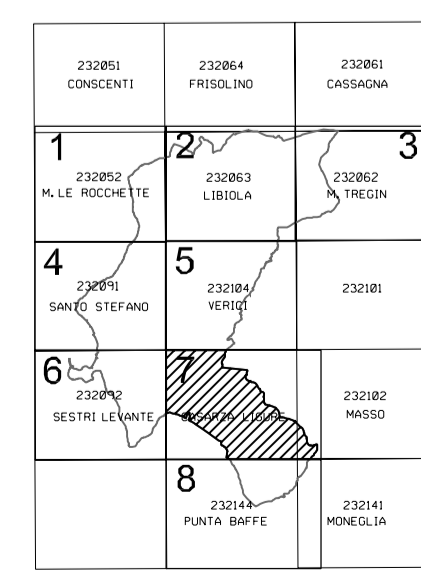 232051
CONSCENTI
232064
FRISOLINO
232061
CASSAGNA
1
232052
M. LE ROCCHETTE
2
232063
LIBIOLA
3
232062
M. TREGIN
4
232091
SANTO STEFANO
5
232104
VERICI
232101
6
232092
SESTRI LEVANTE
7
CASARZA LIGURE
232102
MASSO
8
232144
PUNTA BAFFE
232141
MONEGLIA